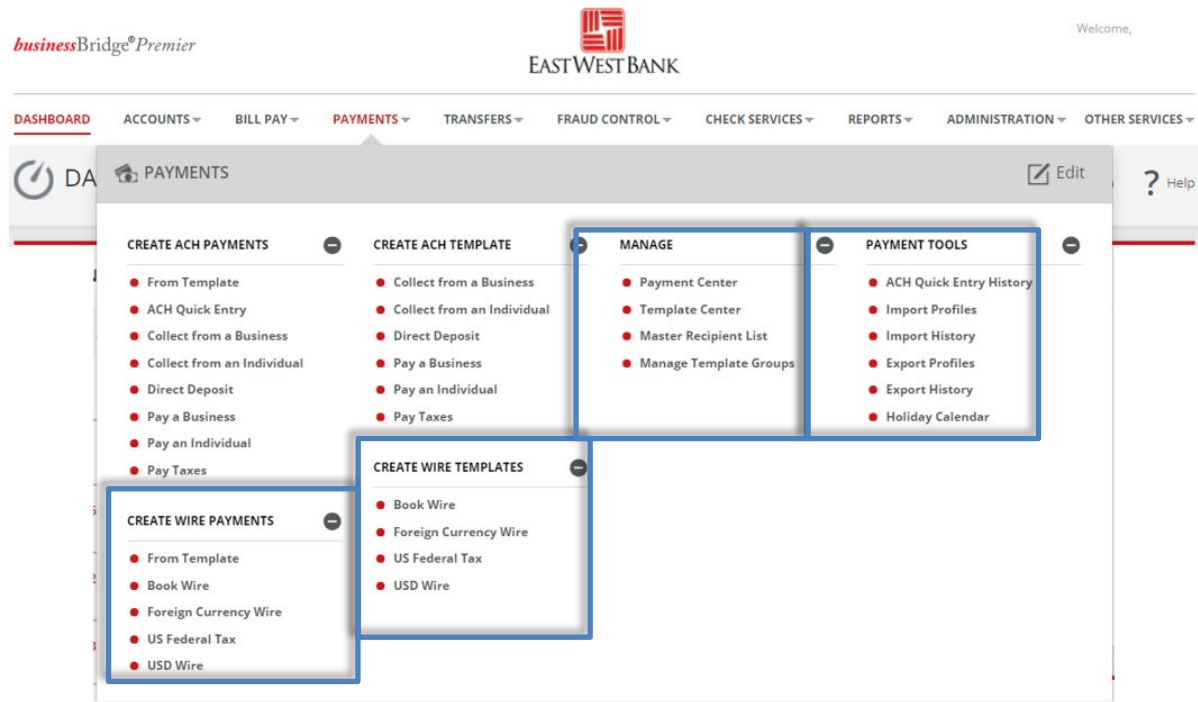 businessBridge®Premier
EASTWEST BANK
Welcome,
DASHBOARD ACCOUNTS BILL PAY PAYMENTS TRANSFERS FRAUD CONTROL CHECK SERVICES REPORTS ADMINISTRATION OTHER SERVICES
DA PAYMENTS Edit ? Help
CREATE ACH PAYMENTS
From Template
ACH Quick Entry
Collect from a Business
Collect from an Individual
Direct Deposit
Pay a Business
Pay an Individual
Pay Taxes
CREATE WIRE PAYMENTS
From Template
Book Wire
Foreign Currency Wire
US Federal Tax
USD Wire
CREATE ACH TEMPLATE
Collect from a Business
Collect from an Individual
Direct Deposit
Pay a Business
Pay an Individual
Pay Taxes
CREATE WIRE TEMPLATES
Book Wire
Foreign Currency Wire
US Federal Tax
USD Wire
MANAGE
Payment Center
Template Center
Master Recipient List
Manage Template Groups
PAYMENT TOOLS
ACH Quick Entry History
Import Profiles
Import History
Export Profiles
Export History
Holiday Calendar